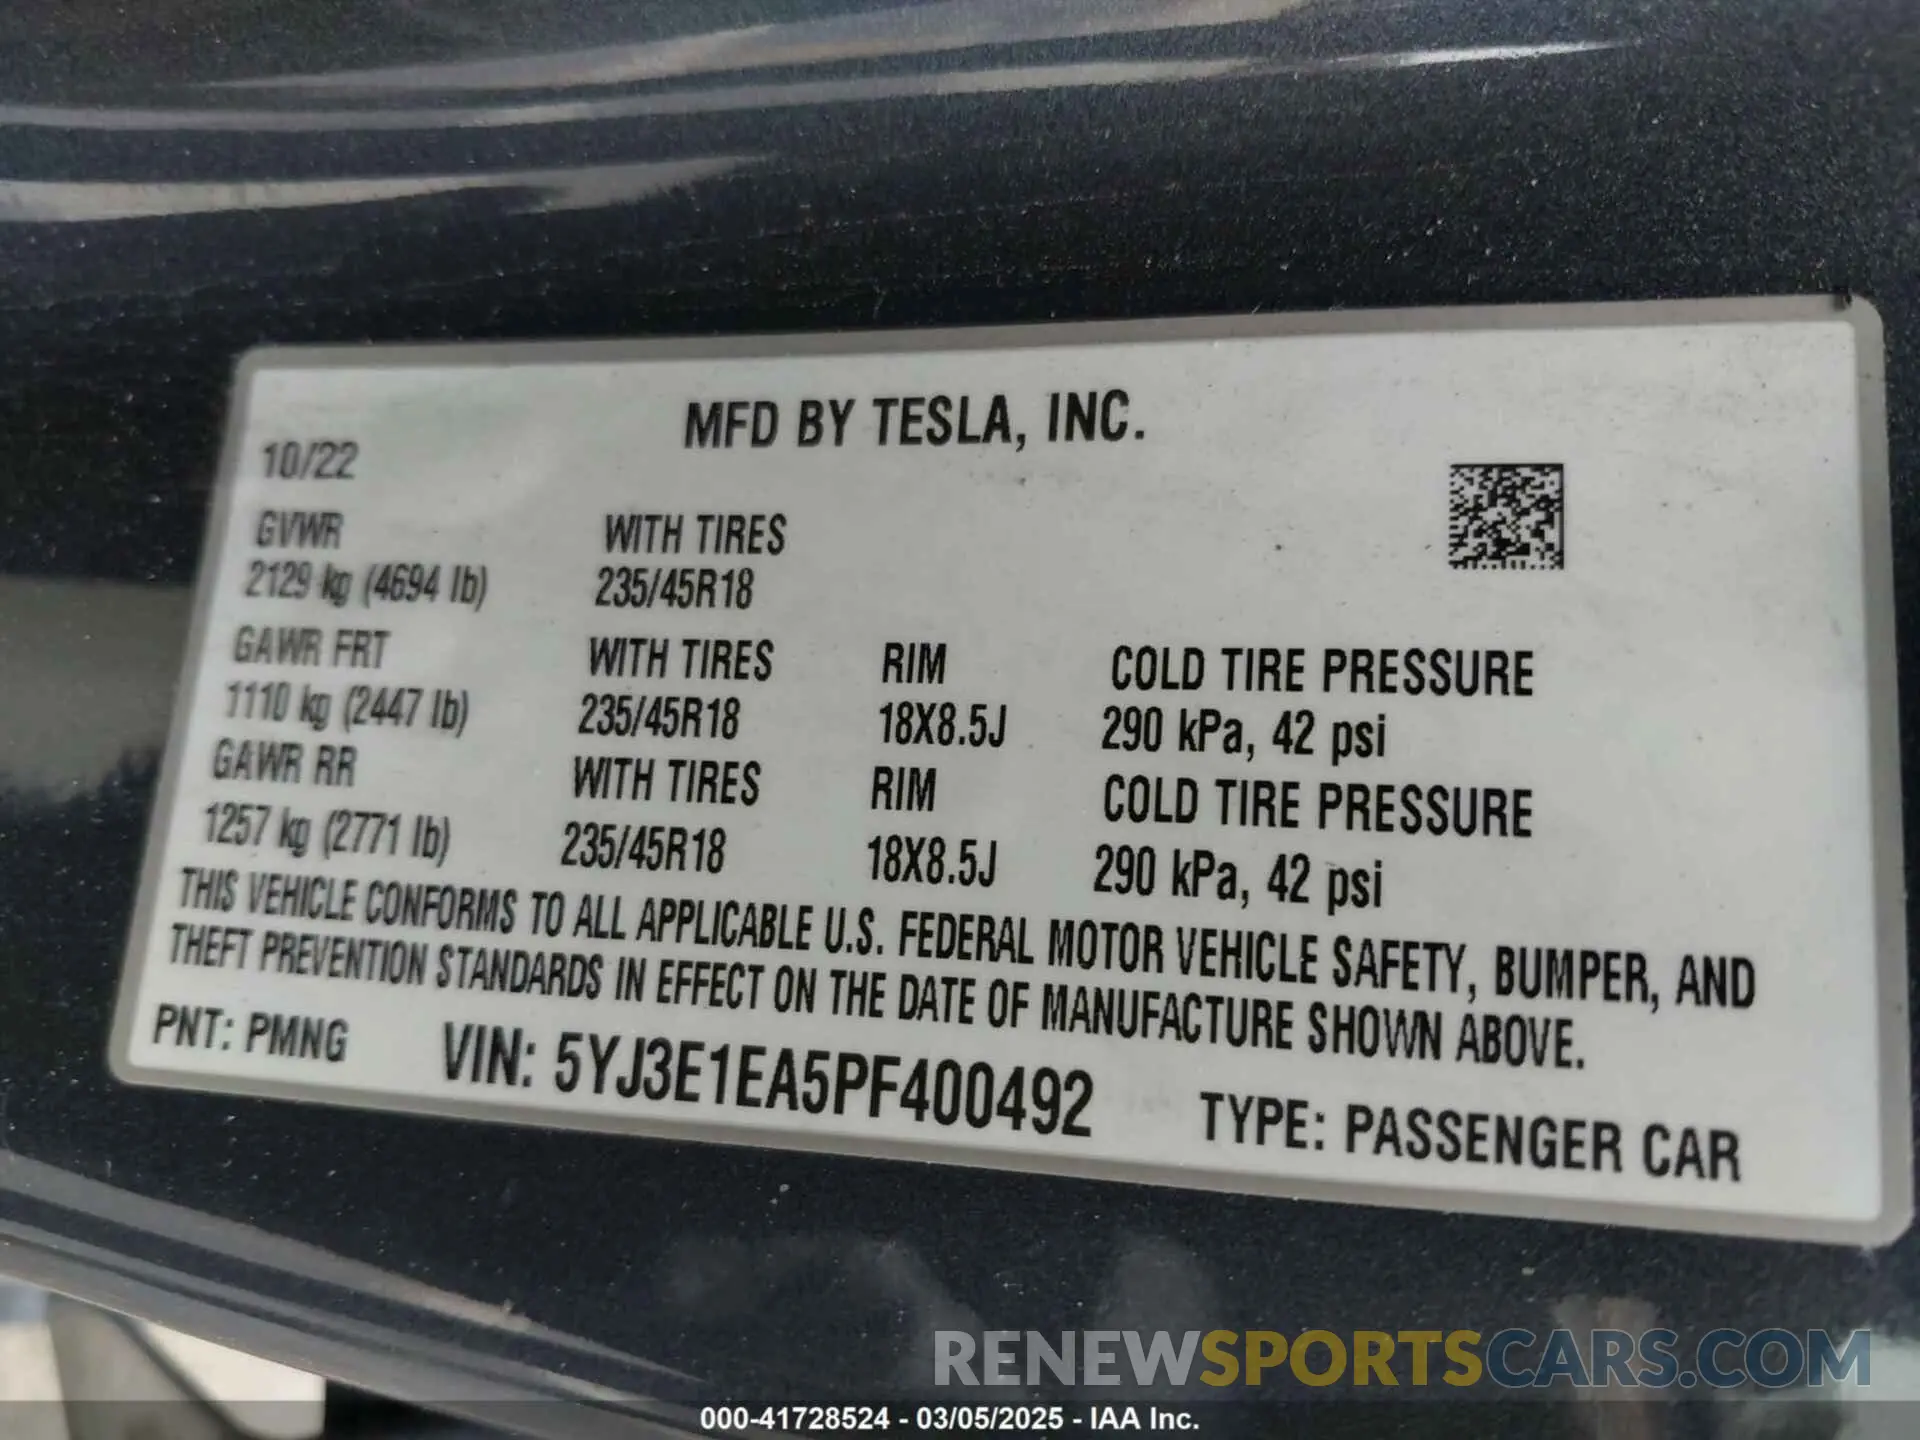 MFD BY TESLA, INC.
10/22
GVWR WITH TIRES
2129 kg (4694 lb) 235/45R18
GAWR FRT WITH TIRES RIM COLD TIRE PRESSURE
1110 kg (2447 lb) 235/45R18 18X8.5J 290 kPa, 42 psi
GAWR RR WITH TIRES RIM COLD TIRE PRESSURE
1257 kg (2771 lb) 235/45R18 18X8.5J 290 kPa, 42 psi
THIS VEHICLE CONFORMS TO ALL APPLICABLE U.S. FEDERAL MOTOR VEHICLE SAFETY, BUMPER, AND
THEFT PREVENTION STANDARDS IN EFFECT ON THE DATE OF MANUFACTURE SHOWN ABOVE.
PNT: PMNG VIN: 5YJ3E1EA5PF400492 TYPE: PASSENGER CAR
RENEWSPORTSCARS.COM
000-41728524 - 03/05/2025 - IAA Inc.